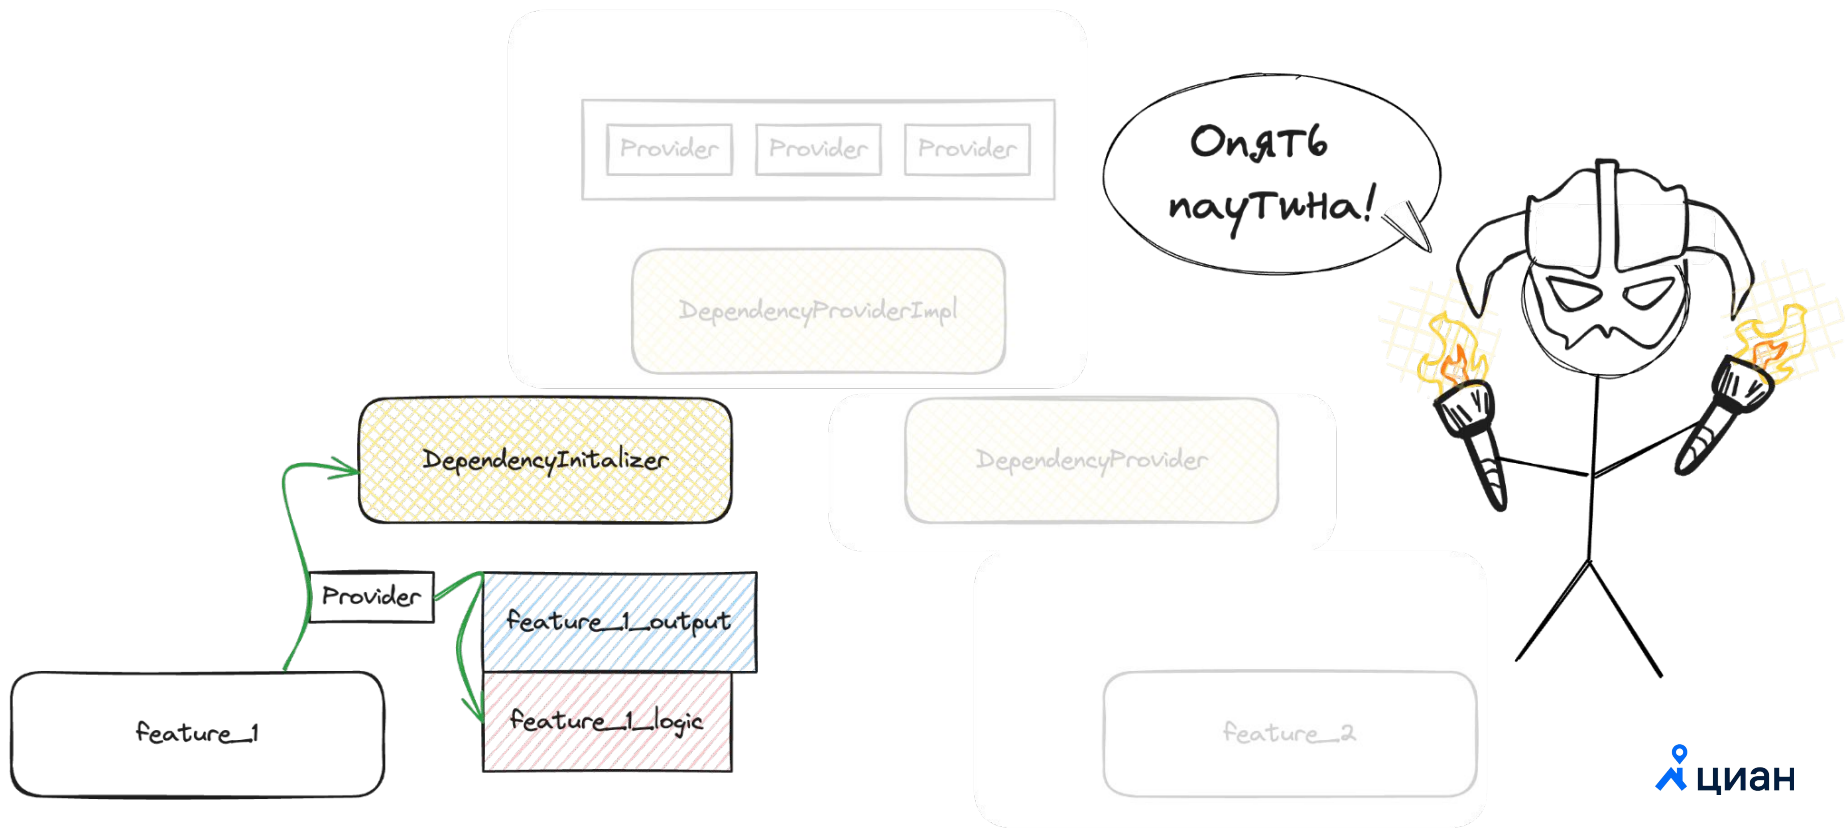 Provider Provider Provider
Опять
паутина!
DependencyProviderImpl
DependencyInitalizer
DependencyProvider
Provider
feature_1_output
feature_1_logic
feature_1
feature_2
циан